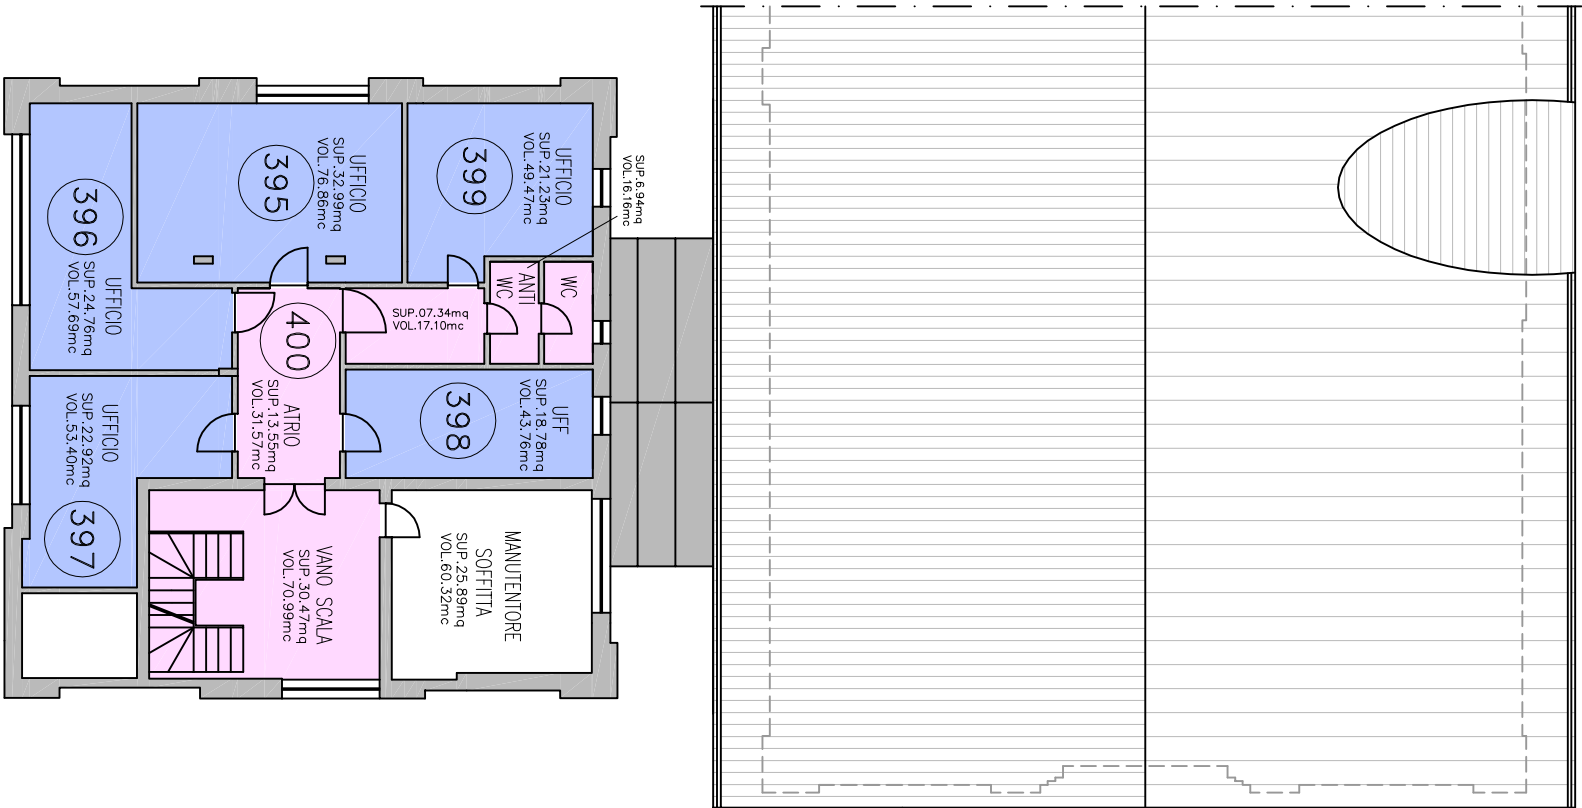 UFFICIO
SUP.32.99mq
VOL.76.86mc
395
UFFICIO
SUP.21.23mq
VOL.49.47mc
399
SUP.6.94mq
VOL.16.16mc
396
UFFICIO
SUP.24.76mq
VOL.57.69mc
400
ATRIO
SUP.13.55mq
VOL.31.57mc
SUP.07.34mq
VOL.17.10mc
ANTI
WC
WC
UFFICIO
SUP.22.92mq
VOL.53.40mc
397
398
UFF
SUP.18.78mq
VOL.43.76mc
VANO SCALA
SUP.30.47mq
VOL.70.99mc
MANUTENTORE
SOFFITTA
SUP.25.89mq
VOL.60.32mc